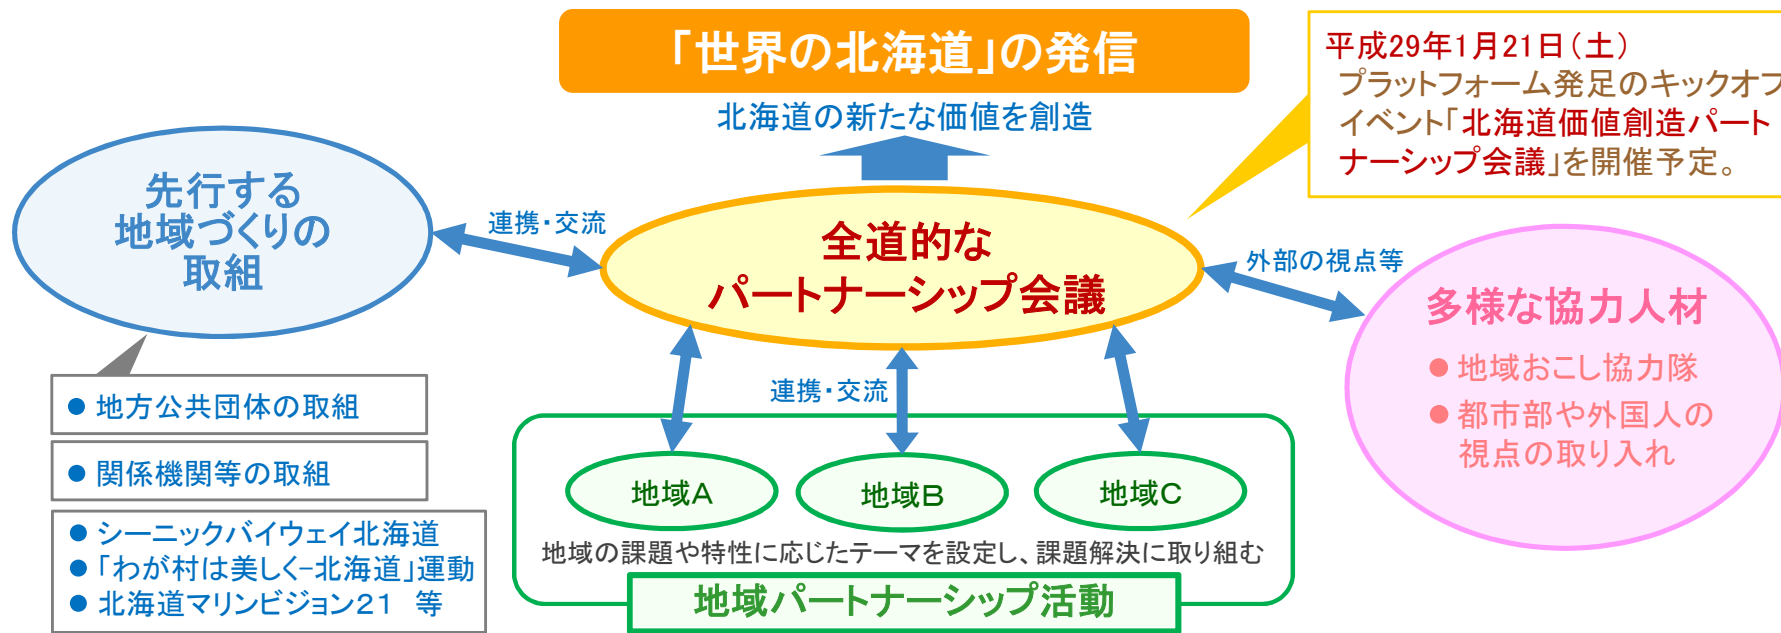 「世界の北海道」の発信
北海道の新たな価値を創造
平成29年1月21日(土)
プラットフォーム発足のキックオフ
イベント「北海道価値創造パート
ナーシップ会議」を開催予定。
先行する
地域づくりの
取組
連携・交流
全道的な
パートナーシップ会議
外部の視点等
多様な協力人材
● 地域おこし協力隊
● 都市部や外国人の
視点の取り入れ
● 地方公共団体の取組
● 関係機関等の取組
● シーニックバイウェイ北海道
● 「わが村は美しく-北海道」運動
● 北海道マリンビジョン21 等
連携・交流
地域A
地域B
地域C
地域の課題や特性に応じたテーマを設定し、課題解決に取り組む
地域パートナーシップ活動